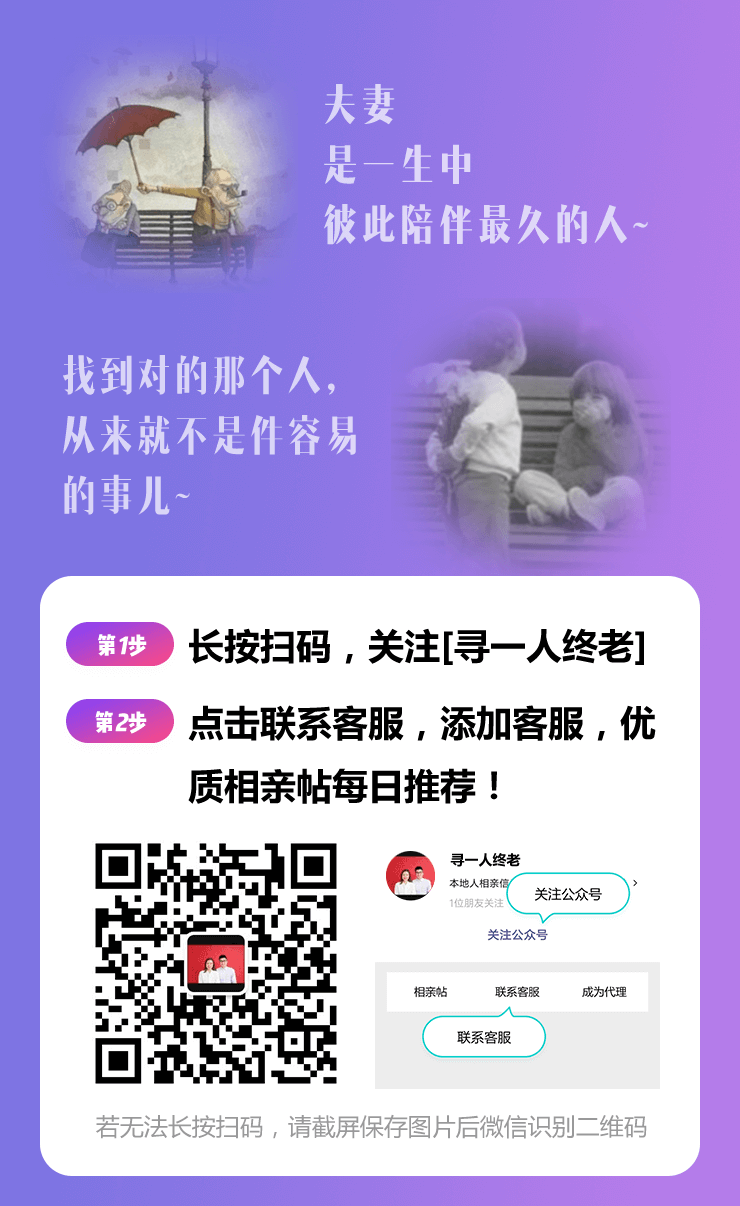 夫妻
是一生中
彼此陪伴最久的人~
找到对的那个人,
从来就不是件容易
的事儿~
第1步
长按扫码，关注[寻一人终老]
第2步
点击联系客服，添加客服，优
质相亲帖每日推荐！
寻一人终老
本地人相亲信
1位朋友关注
关注公众号
关注公众号
相亲帖
联系客服
成为代理
联系客服
若无法长按扫码，请截屏保存图片后微信识别二维码